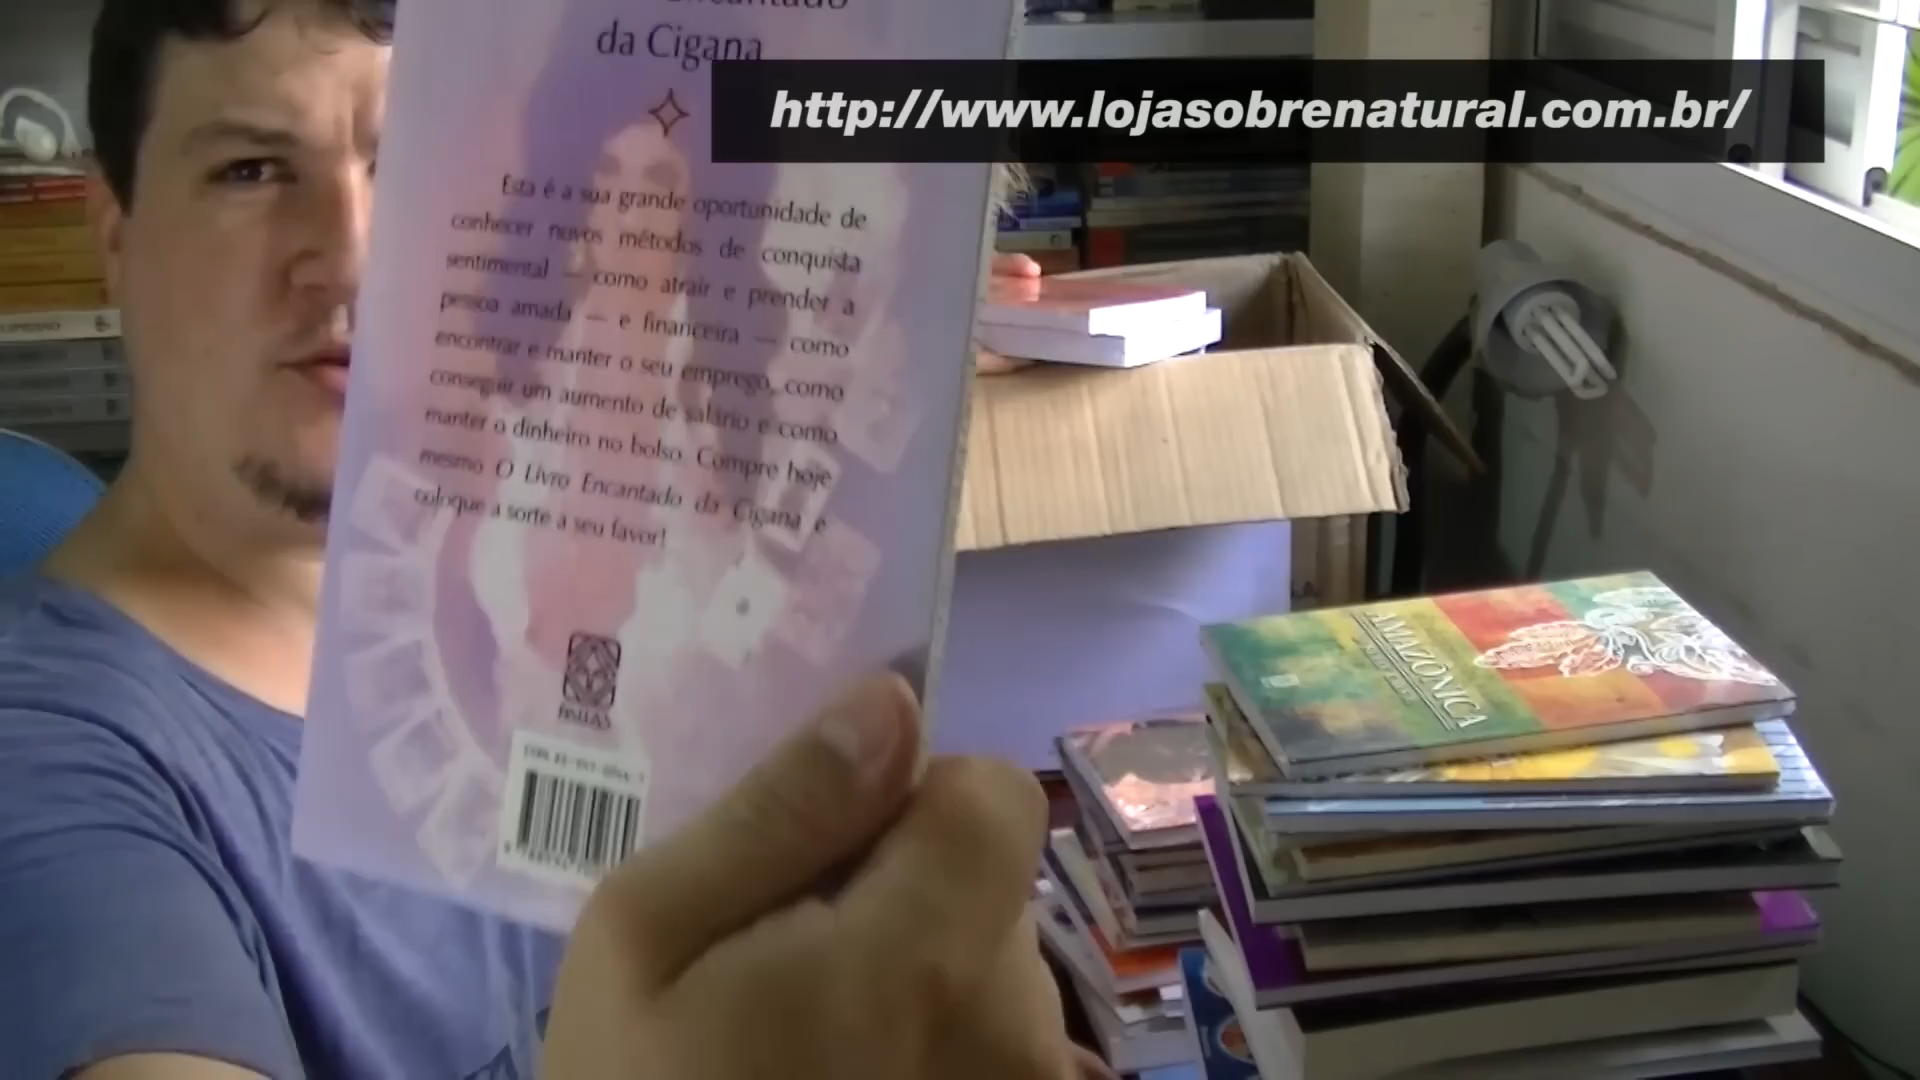 da Cigana
http://www.lojasobrenatural.com.br/
Esta é a sua grande oportunidade de
conhecer novos métodos de conquista
sentimental — como atrair e prender a
pessoa amada — e financeira — como
encontrar e manter o seu emprego, como
conseguir um aumento de salário e como
manter o dinheiro no bolso. Compre hoje
mesmo O Livro Encantado da Cigana e
coloque a sorte a seu favor!
PALLAS
AMAZÔNICA